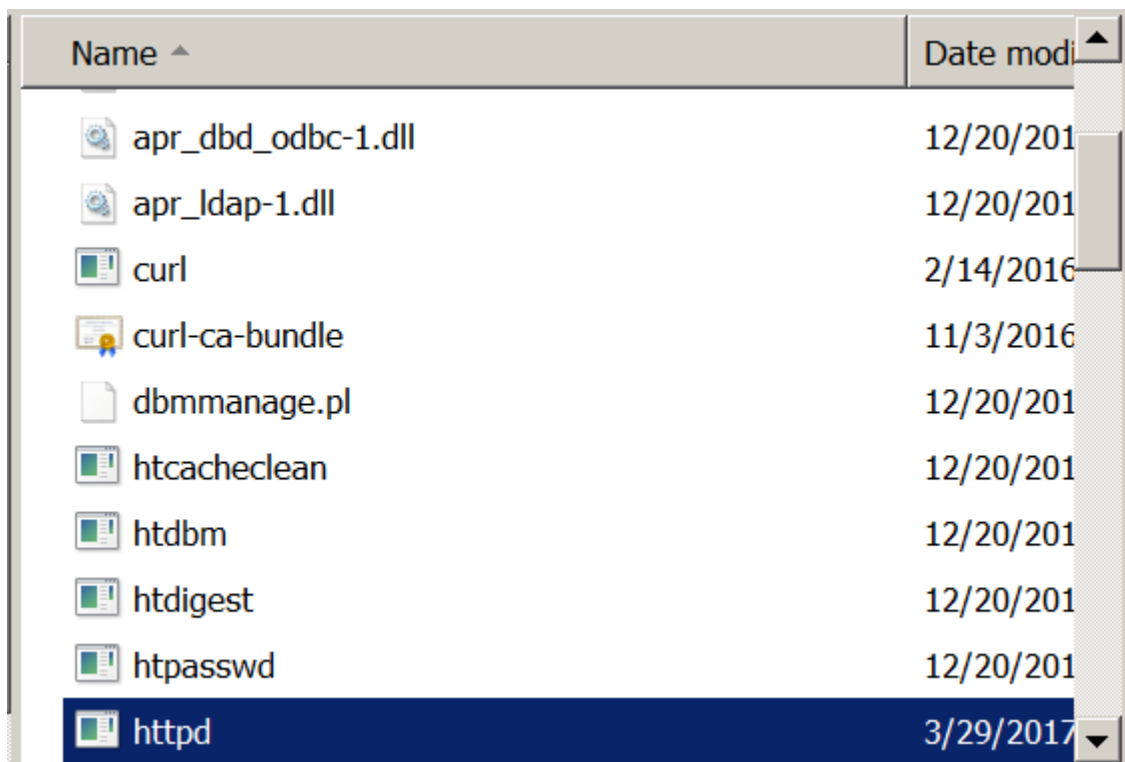 Name Date modi
apr_dbd_odbc-1.dll 12/20/201
apr_ldap-1.dll 12/20/201
curl 2/14/2016
curl-ca-bundle 11/3/2016
dbmmanage.pl 12/20/201
htcacheclean 12/20/201
htdbm 12/20/201
htdigest 12/20/201
htpasswd 12/20/201
httpd 3/29/2017